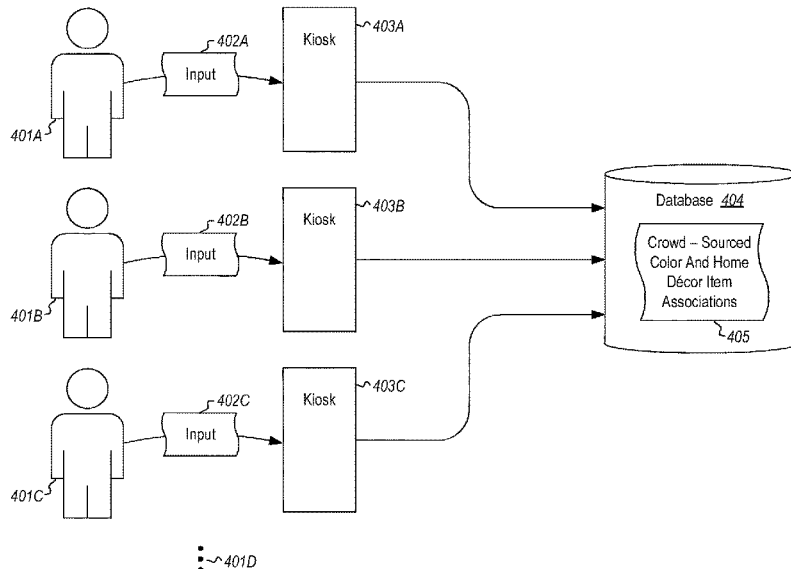 402A
Kiosk
403A
Input
401A
402B
Kiosk
403B
Input
401B
402C
Kiosk
403C
Input
401C
401D
Database 404
Crowd – Sourced
Color And Home
Décor Item
Associations
405